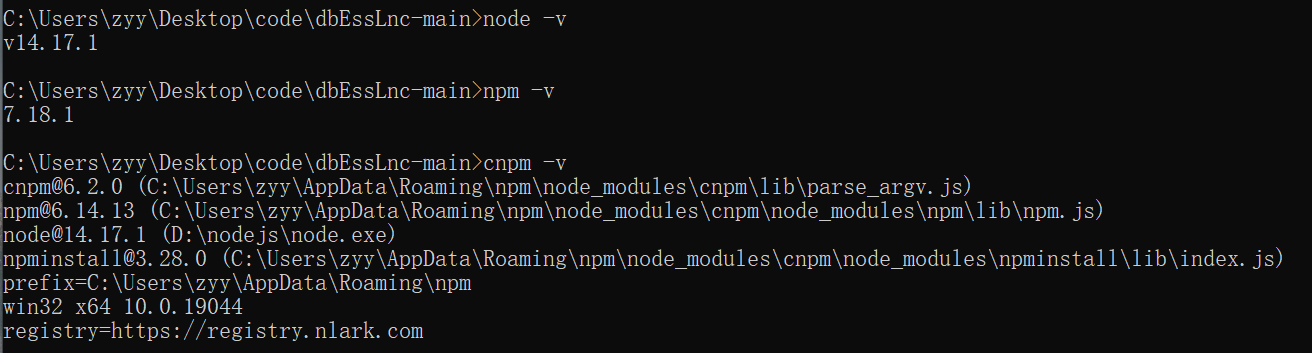 C:\Users\zyy\Desktop\code\dbEssLnc-main>node -v
v14.17.1
C:\Users\zyy\Desktop\code\dbEssLnc-main>npm -v
7.18.1
C:\Users\zyy\Desktop\code\dbEssLnc-main>cnpm -v
cnpm@6.2.0 (C:\Users\zyy\AppData\Roaming\npm\node_modules\cnpm\lib\parse_argv.js)
npm@6.14.13 (C:\Users\zyy\AppData\Roaming\npm\node_modules\cnpm\node_modules\npm\lib\npm.js)
node@14.17.1 (D:\nodejs\node.exe)
npminstall@3.28.0 (C:\Users\zyy\AppData\Roaming\npm\node_modules\cnpm\node_modules\npminstall\lib\index.js)
prefix=C:\Users\zyy\AppData\Roaming\npm
win32 x64 10.0.19044
registry=https://registry.nlark.com